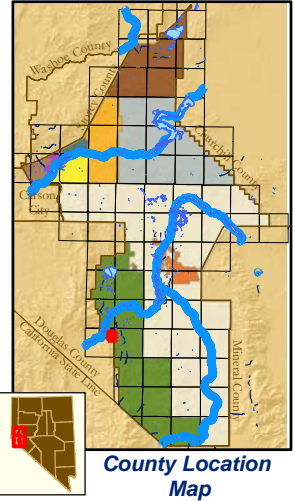 Washoe County
Storey County
Churchill County
Carson
City
Douglas County
California State Line
Mineral County
County Location
Map